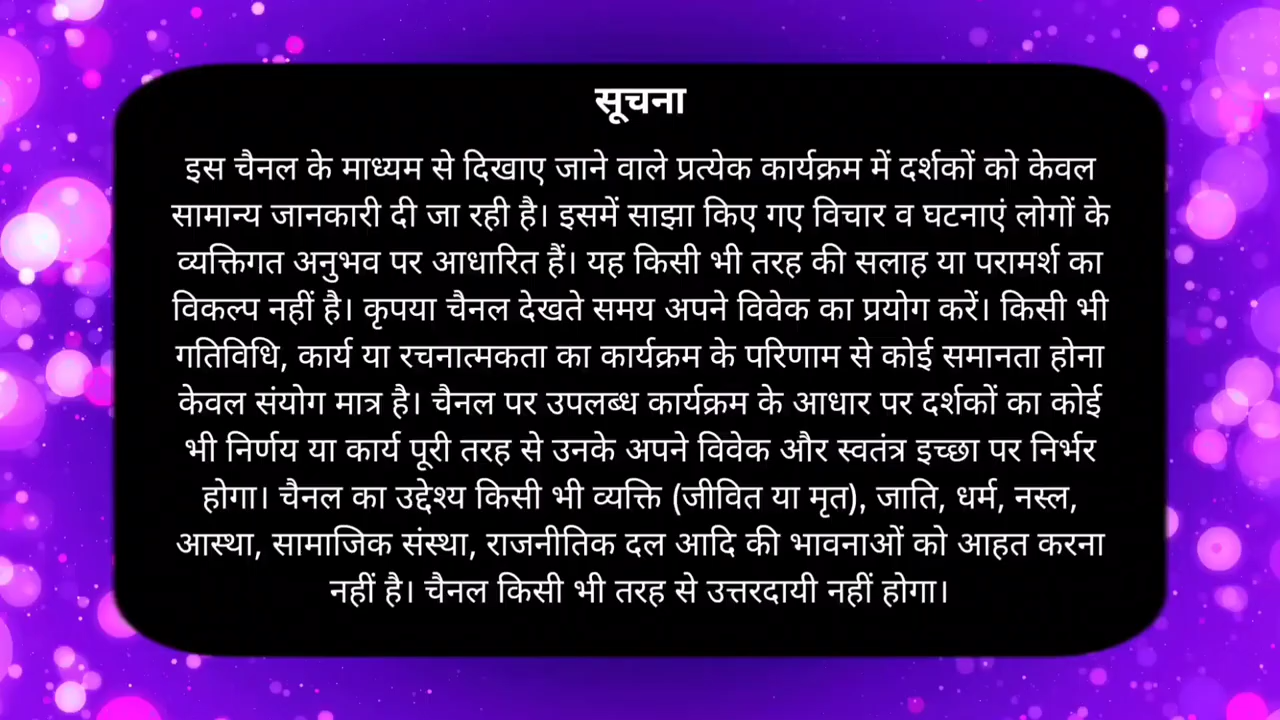 सूचना
इस चैनल के माध्यम से दिखाए जाने वाले प्रत्येक कार्यक्रम में दर्शकों को केवल
सामान्य जानकारी दी जा रही है। इसमें साझा किए गए विचार व घटनाएं लोगों के
व्यक्तिगत अनुभव पर आधारित हैं। यह किसी भी तरह की सलाह या परामर्श का
विकल्प नहीं है। कृपया चैनल देखते समय अपने विवेक का प्रयोग करें। किसी भी
गतिविधि, कार्य या रचनात्मकता का कार्यक्रम के परिणाम से कोई समानता होना
केवल संयोग मात्र है। चैनल पर उपलब्ध कार्यक्रम के आधार पर दर्शकों का कोई
भी निर्णय या कार्य पूरी तरह से उनके अपने विवेक और स्वतंत्र इच्छा पर निर्भर
होगा। चैनल का उद्देश्य किसी भी व्यक्ति (जीवित या मृत), जाति, धर्म, नस्ल,
आस्था, सामाजिक संस्था, राजनीतिक दल आदि की भावनाओं को आहत करना
नहीं है। चैनल किसी भी तरह से उत्तरदायी नहीं होगा।